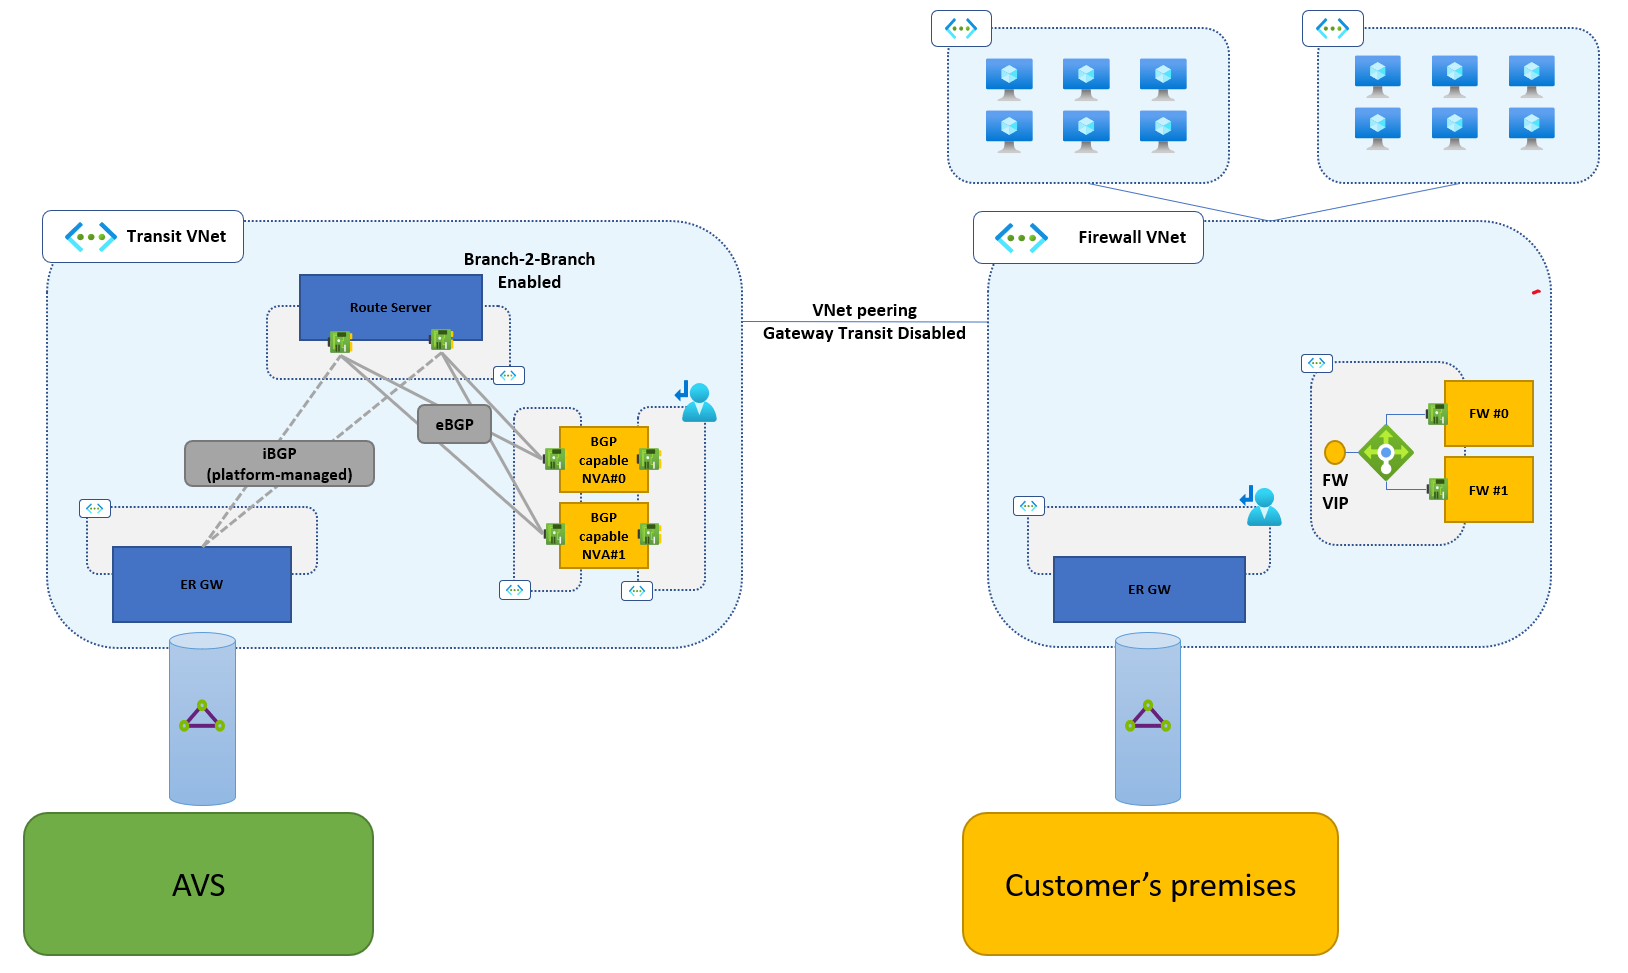 Transit VNet
Branch-2-Branch
Enabled
Route Server
eBGP
iBGP
(platform-managed)
BGP
capable
NVA#0
BGP
capable
NVA#1
ER GW
AVS
VNet peering
Gateway Transit Disabled
Firewall VNet
FW #0
FW #1
FW
VIP
ER GW
Customer’s premises